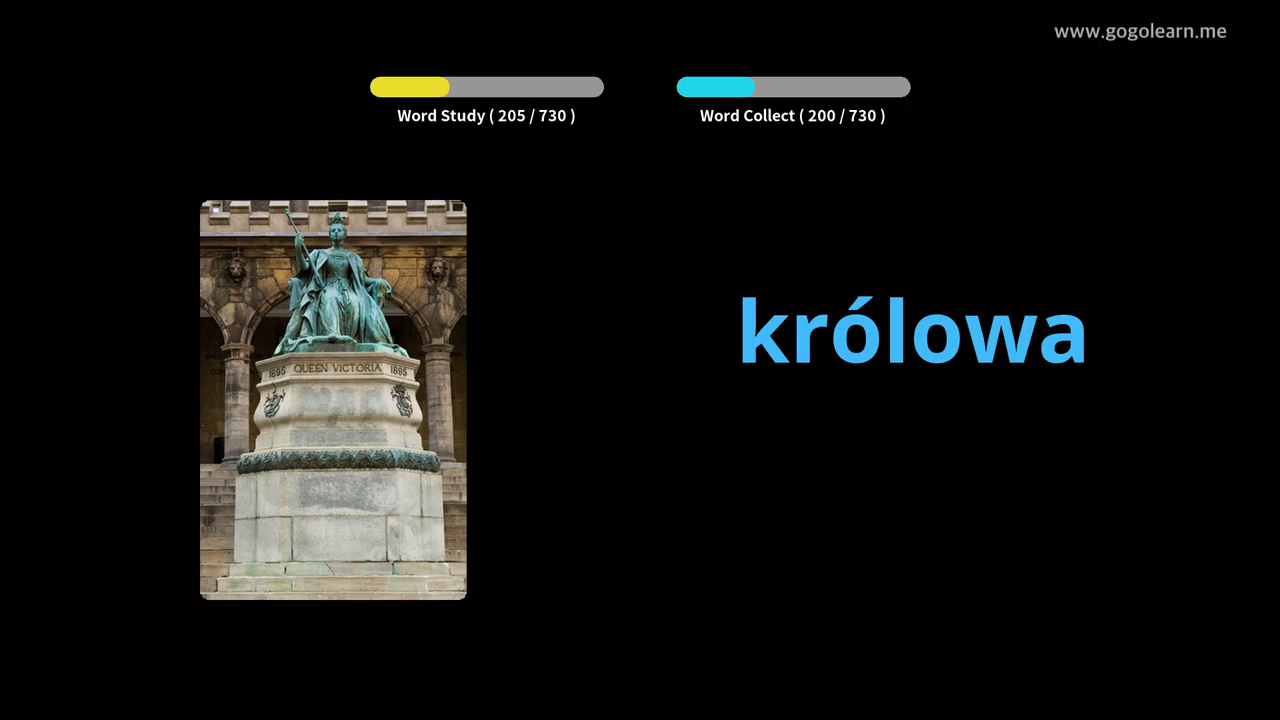 www.gogolearn.me
Word Study ( 205 / 730 )
Word Collect ( 200 / 730 )
królowa
1895 QUEEN VICTORIA 1895